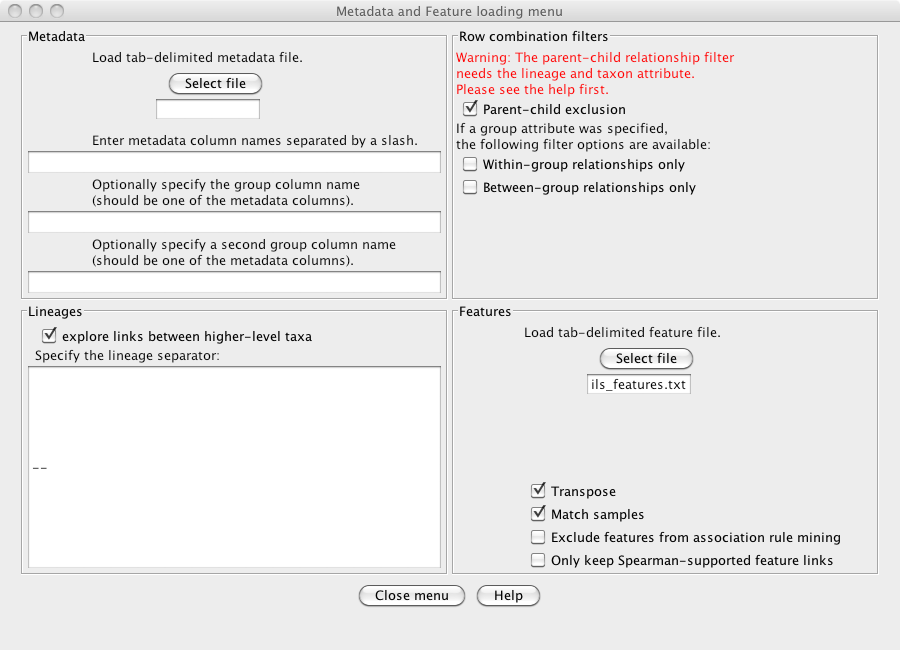 Metadata and Feature loading menu
Metadata
Load tab-delimited metadata file.
Select file
Enter metadata column names separated by a slash.
Optionally specify the group column name
(should be one of the metadata columns).
Optionally specify a second group column name
(should be one of the metadata columns).
Row combination filters
Warning: The parent-child relationship filter
needs the lineage and taxon attribute.
Please see the help first.
Parent-child exclusion
If a group attribute was specified,
the following filter options are available:
Within-group relationships only
Between-group relationships only
Lineages
explore links between higher-level taxa
Specify the lineage separator:
--
Features
Load tab-delimited feature file.
Select file
ils_features.txt
Transpose
Match samples
Exclude features from association rule mining
Only keep Spearman-supported feature links
Close menu
Help